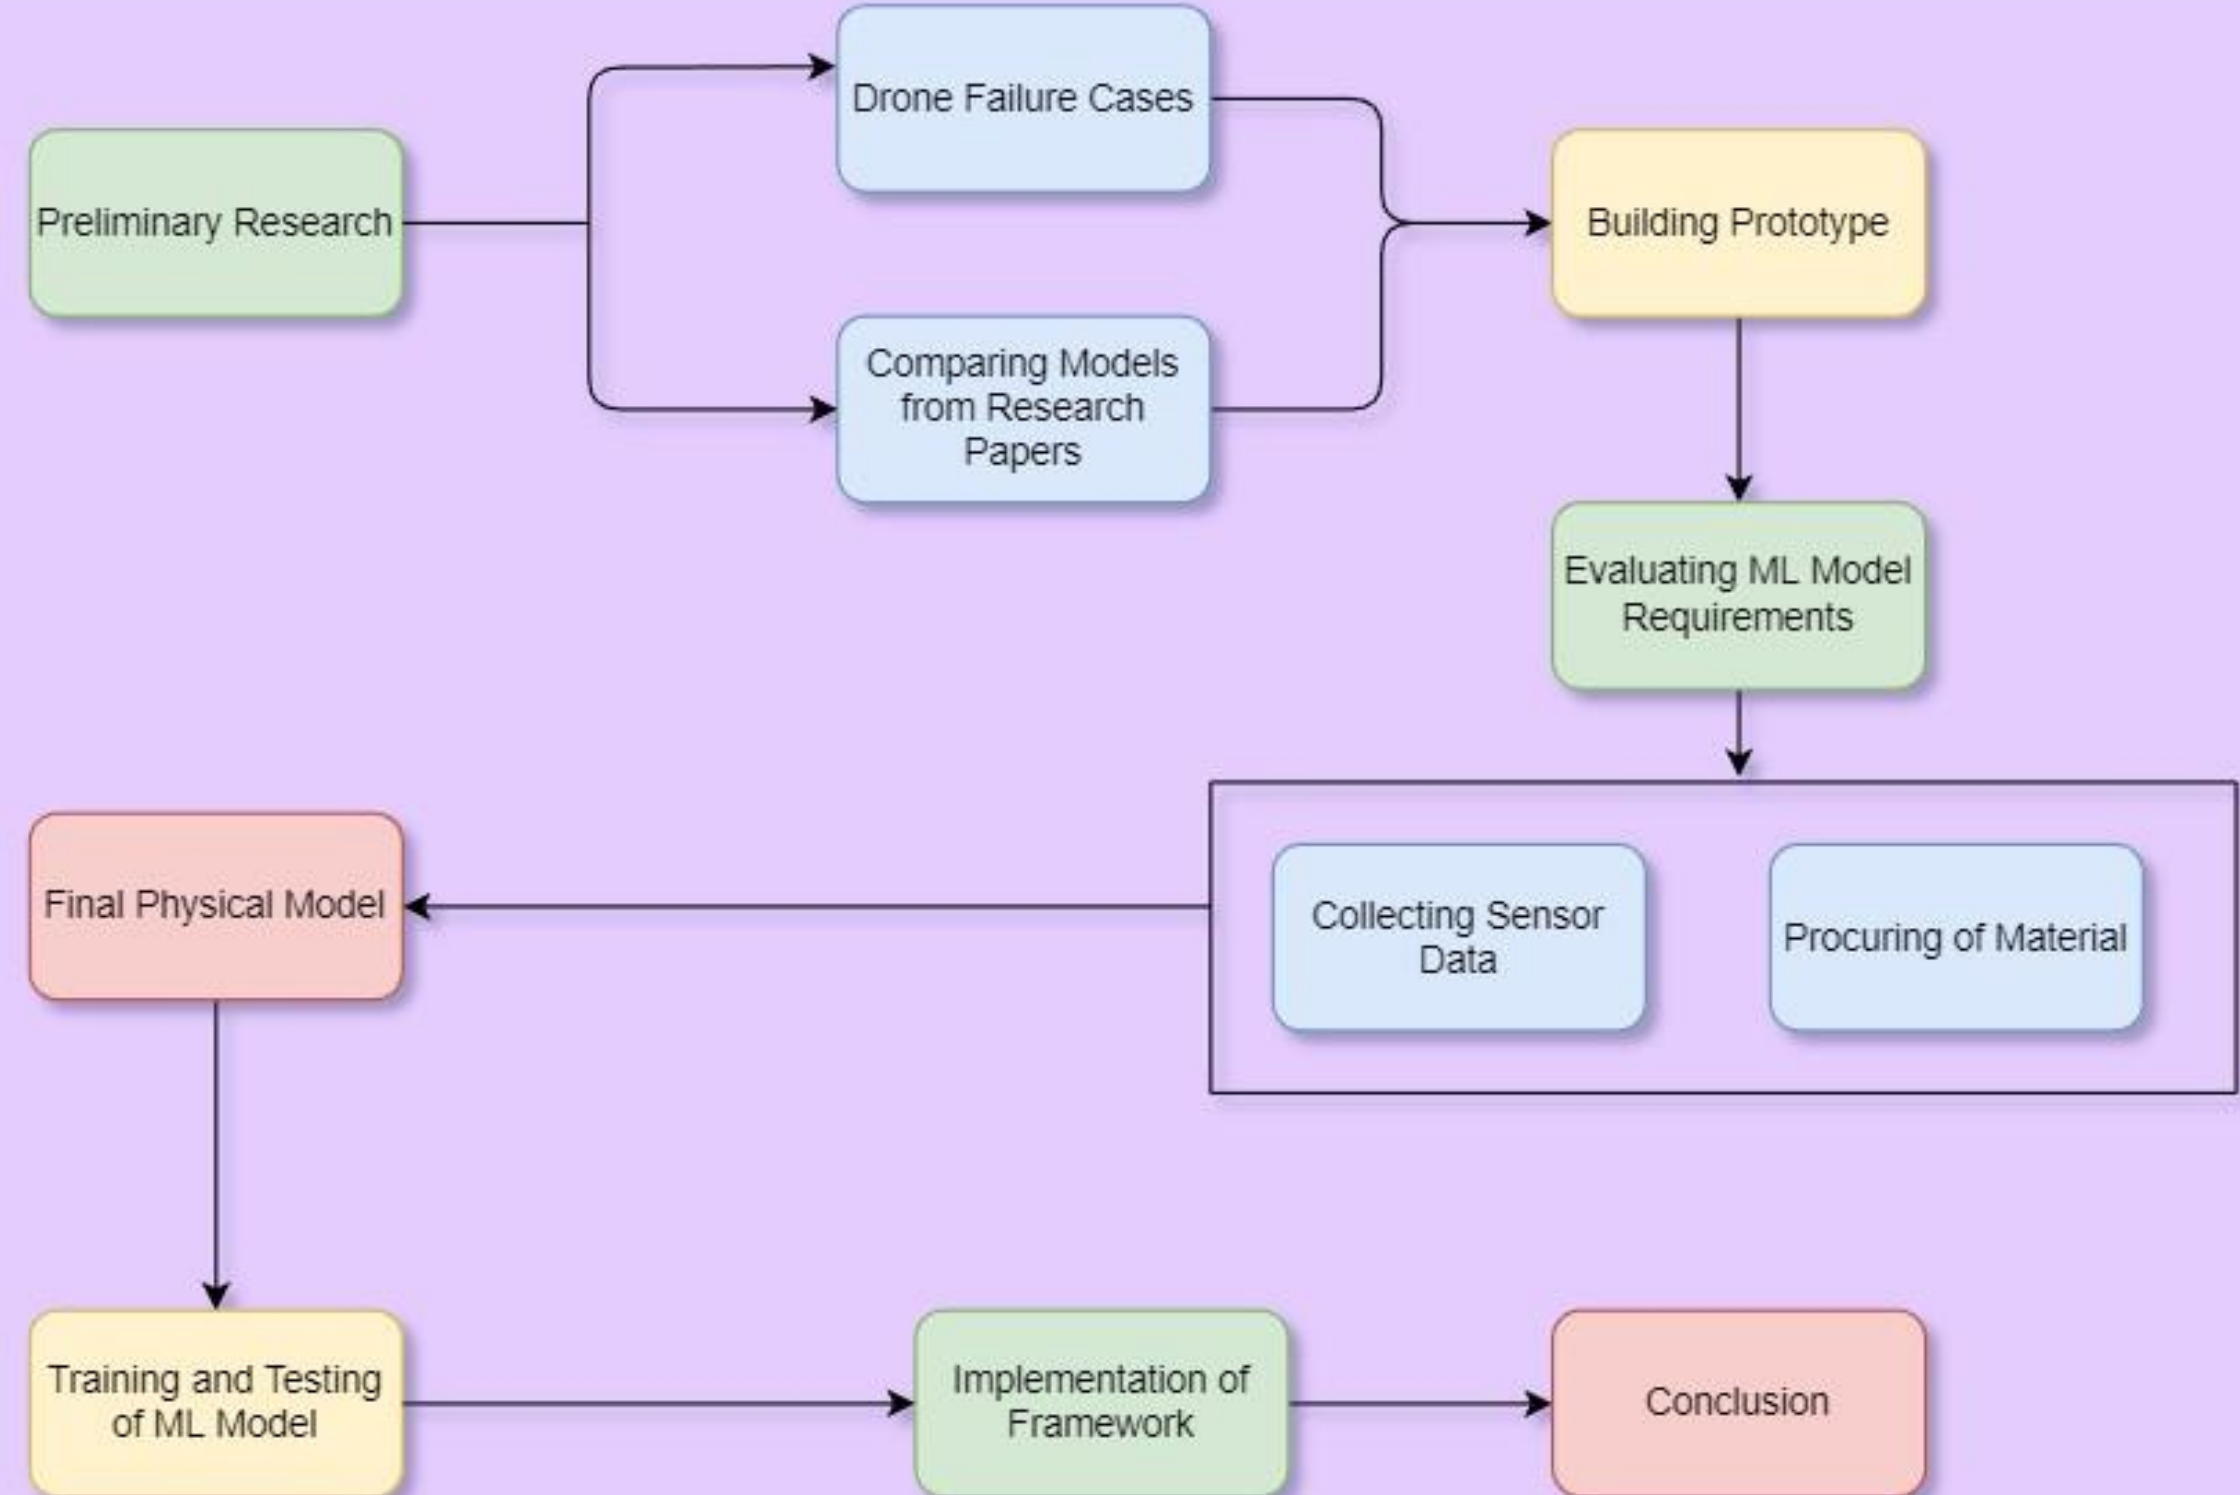 Drone Failure Cases
Preliminary Research
Building Prototype
Comparing Models
from Research
Papers
Evaluating ML Model
Requirements
Final Physical Model
Collecting Sensor
Data
Procuring of Material
Training and Testing
of ML Model
Implementation of
Framework
Conclusion